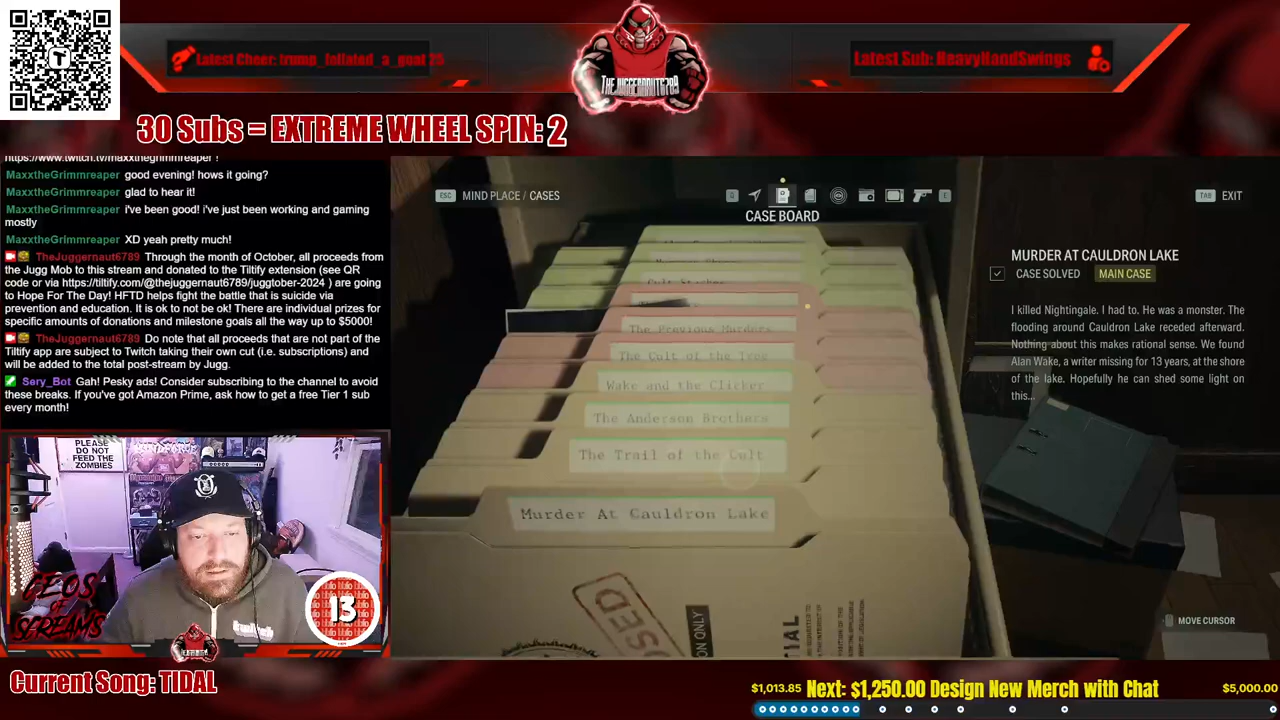 Latest Cheer: trump_follated_a_goat 25
THEJUGGERNAUT6789
Latest Sub: HeavyHandSwings
30 Subs = EXTREME WHEEL SPIN: 2
https://www.twitch.tv/maxxthegrimmreaper !
MaxxtheGrimmreaper good evening! hows it going?
MaxxtheGrimmreaper glad to hear it!
MaxxtheGrimmreaper i've been good! i've just been working and gaming
mostly
MaxxtheGrimmreaper XD yeah pretty much!
TheJuggernaut6789 Through the month of October, all proceeds from
the Jugg Mob to this stream and donated to the Tiltify extension (see QR
code or via https://tiltify.com/@thejuggernaut6789/juggtober-2024 ) are going
to Hope For The Day! HFTD helps fight the battle that is suicide via
prevention and education. It is ok to not be ok! There are individual prizes for
specific amounts of donations and milestone goals all the way up to $5000!
TheJuggernaut6789 Do note that all proceeds that are not part of the
Tiltify app are subject to Twitch taking their own cut (i.e. subscriptions) and
will be added to the total post-stream by Jugg.
Sery_Bot Gah! Pesky ads! Consider subscribing to the channel to avoid
these breaks. If you've got Amazon Prime, ask how to get a free Tier 1 sub
every month!
ESC MIND PLACE / CASES
Q
E
CASE BOARD
TAB EXIT
The Previous Murders
The Cult of the Tree
Wake and the Clicker
The Anderson Brothers
The Trail of the Cult
Murder At Cauldron Lake
MURDER AT CAULDRON LAKE
CASE SOLVED MAIN CASE
I killed Nightingale. I had to. He was a monster. The
flooding around Cauldron Lake receded afterward.
Nothing about this makes rational sense. We found
Alan Wake, a writer missing for 13 years, at the shore
of the lake. Hopefully he can shed some light on
this...
ON ONLY
MOVE CURSOR
PLEASE
DO NOT
FEED THE
ZOMBIES
GEOS
OF
SCREAMS
13
Current Song: TIDAL
$1,013.85 Next: $1,250.00 Design New Merch with Chat $5,000.00